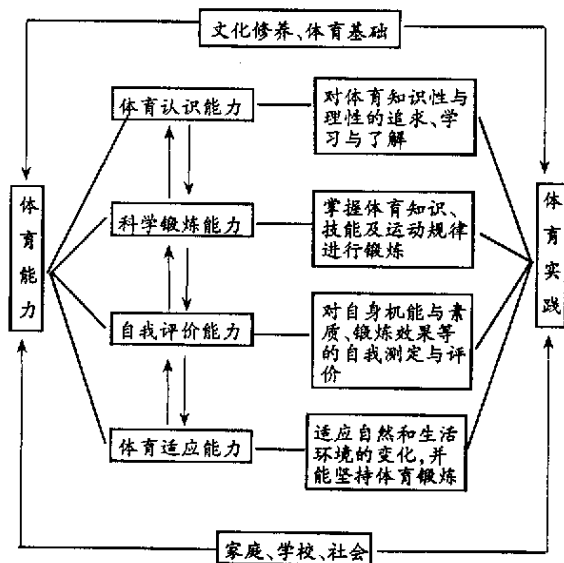 文化修养、体育基础
体育认识能力
对体育知识性与
理性的追求、学
习与了解
体育能力
科学锻炼能力
掌握体育知识、
技能及运动规律
进行锻炼
体育实践
自我评价能力
对自身机能与素
质、锻炼效果等
的自我测定与评
价
体育适应能力
适应自然和生活
环境的变化,并
能坚持体育锻炼
家庭、学校、社会